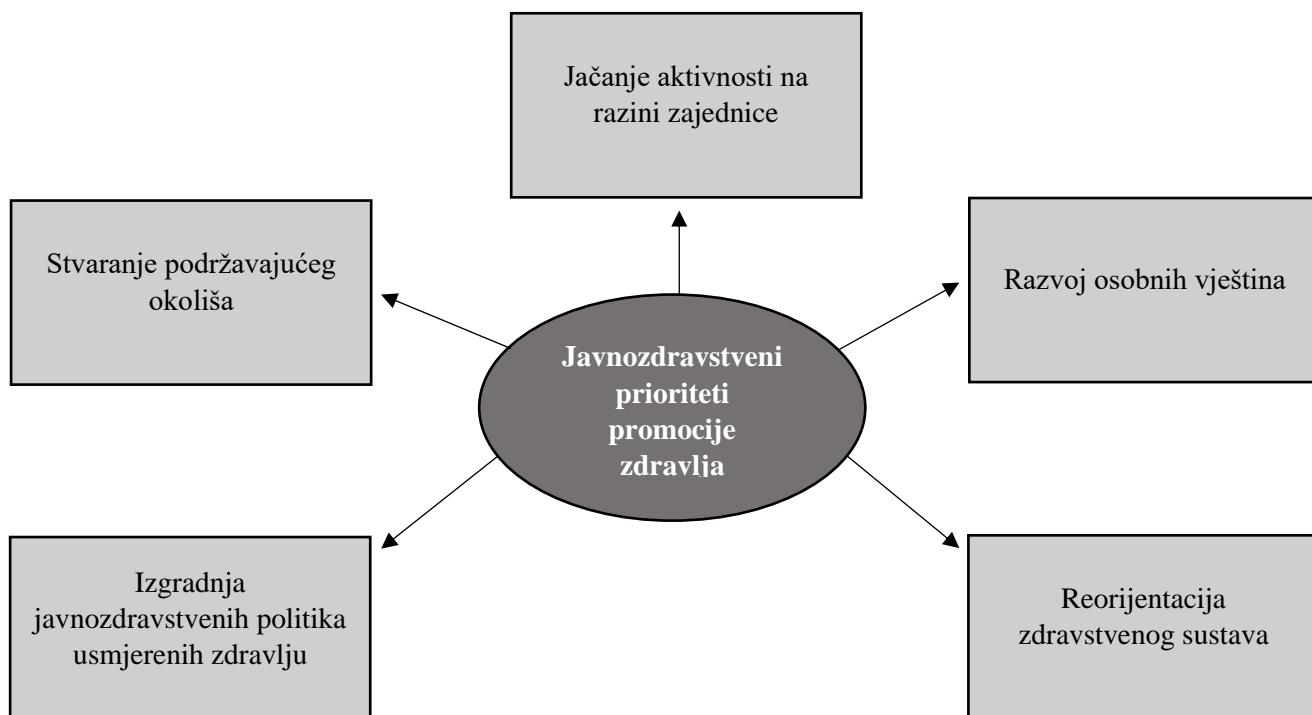 Jačanje aktivnosti na
razini zajednice
Stvaranje podržavajućeg
okoliša
Razvoj osobnih vještina
Javnozdravstveni
prioriteti
promocije
zdravlja
Izgradnja
javnozdravstvenih politika
usmjerenih zdravlju
Reorijentacija
zdravstvenog sustava